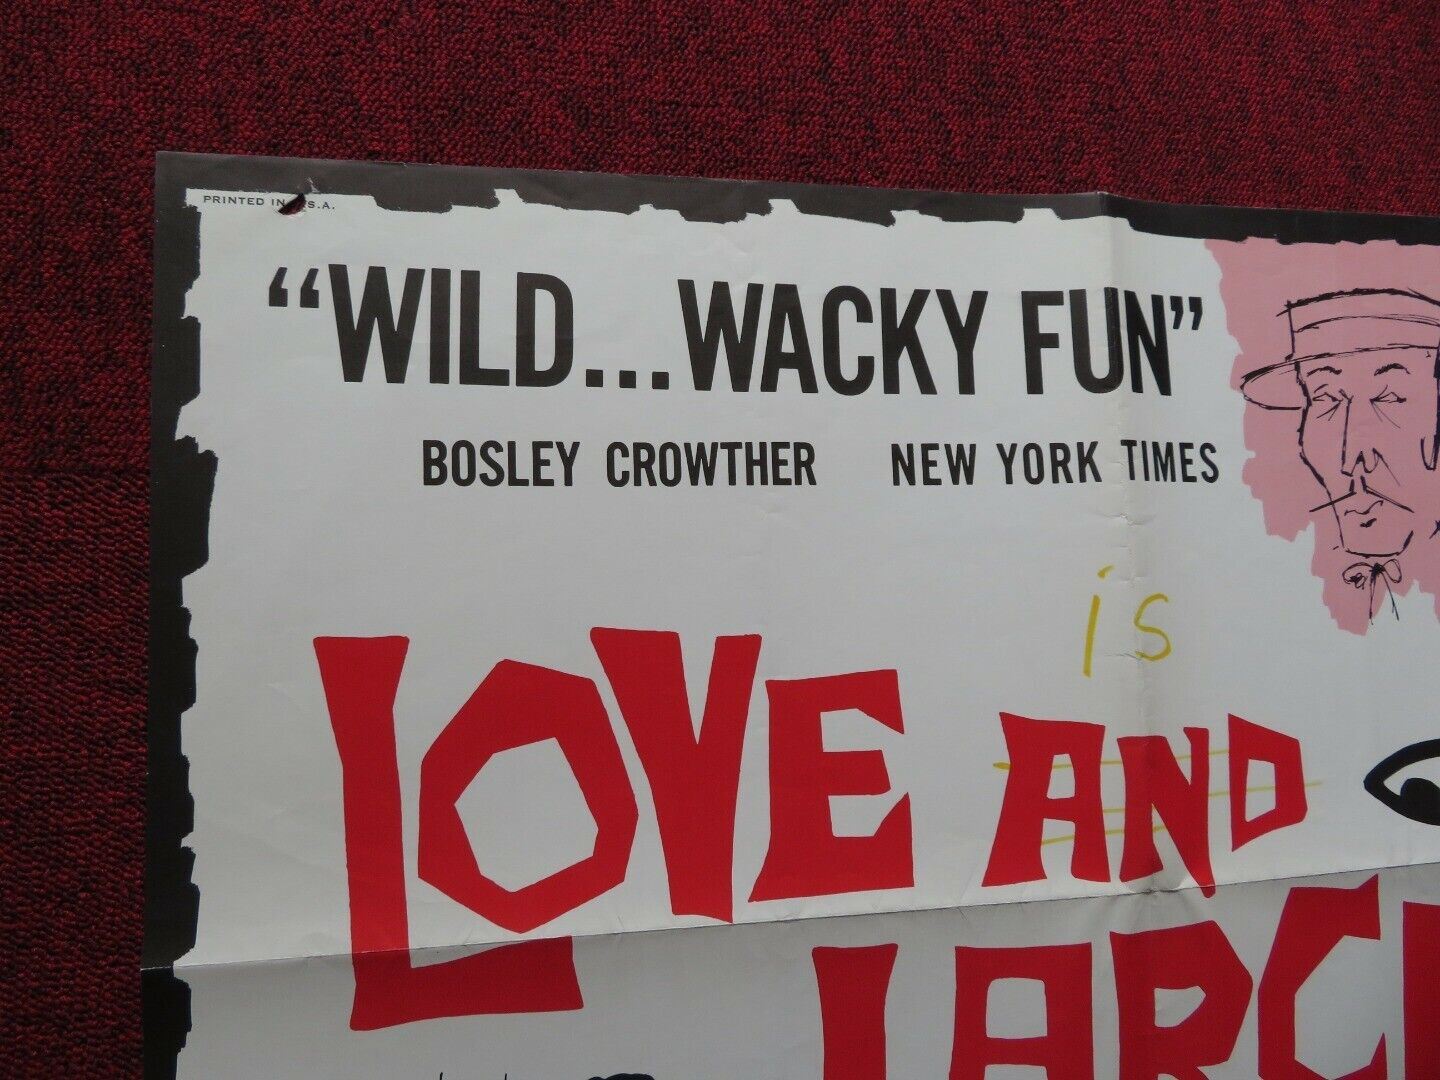 PRINTED IN U.S.A.
"WILD...WACKY FUN"
BOSLEY CROWTHER NEW YORK TIMES
is
LOVE AND